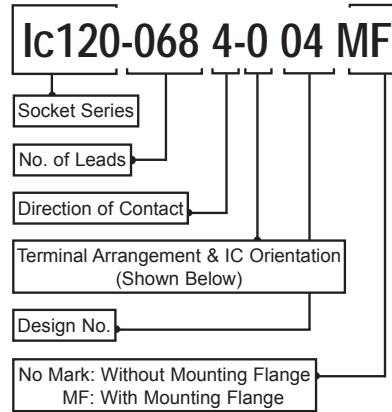 Ic120-068 4-0 04 MF
Socket Series
No. of Leads
Direction of Contact
Terminal Arrangement & IC Orientation
(Shown Below)
Design No.
No Mark: Without Mounting Flange
MF: With Mounting Flange